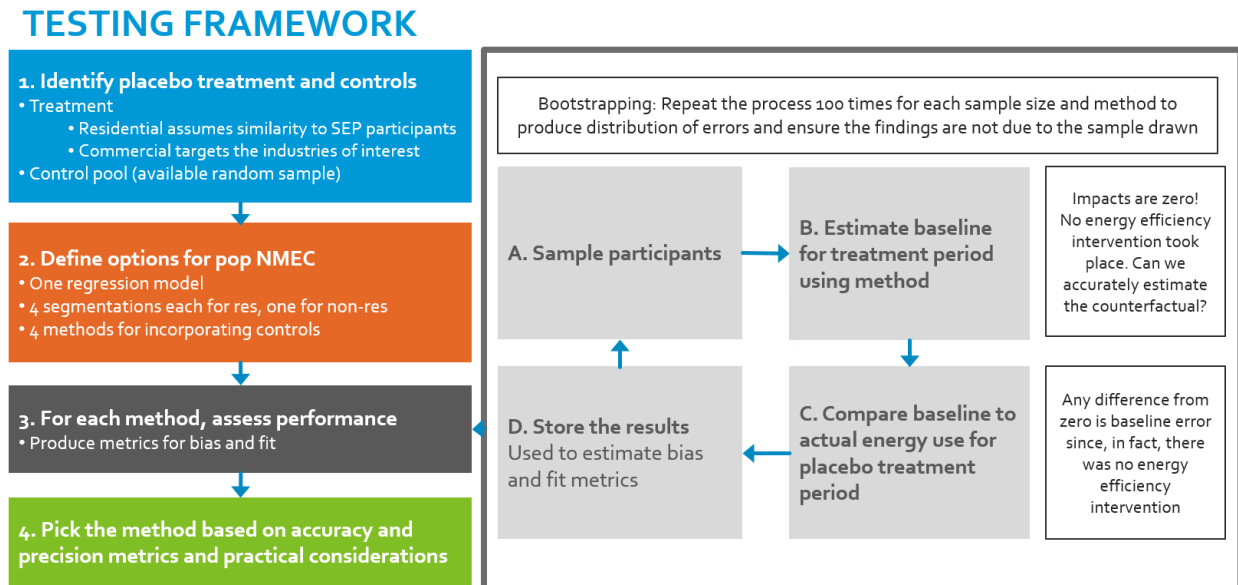 TESTING FRAMEWORK
1. Identify placebo treatment and controls
• Treatment
• Residential assumes similarity to SEP participants
• Commercial targets the industries of interest
• Control pool (available random sample)
2. Define options for pop NMEC
• One regression model
• 4 segmentations each for res, one for non-res
• 4 methods for incorporating controls
3. For each method, assess performance
• Produce metrics for bias and fit
4. Pick the method based on accuracy and
precision metrics and practical considerations
Bootstrapping: Repeat the process 100 times for each sample size and method to
produce distribution of errors and ensure the findings are not due to the sample drawn
A. Sample participants
B. Estimate baseline
for treatment period
using method
Impacts are zero!
No energy efficiency
intervention took
place. Can we
accurately estimate
the counterfactual?
D. Store the results
Used to estimate bias
and fit metrics
C. Compare baseline to
actual energy use for
placebo treatment
period
Any difference from
zero is baseline error
since, in fact, there
was no energy
efficiency
intervention